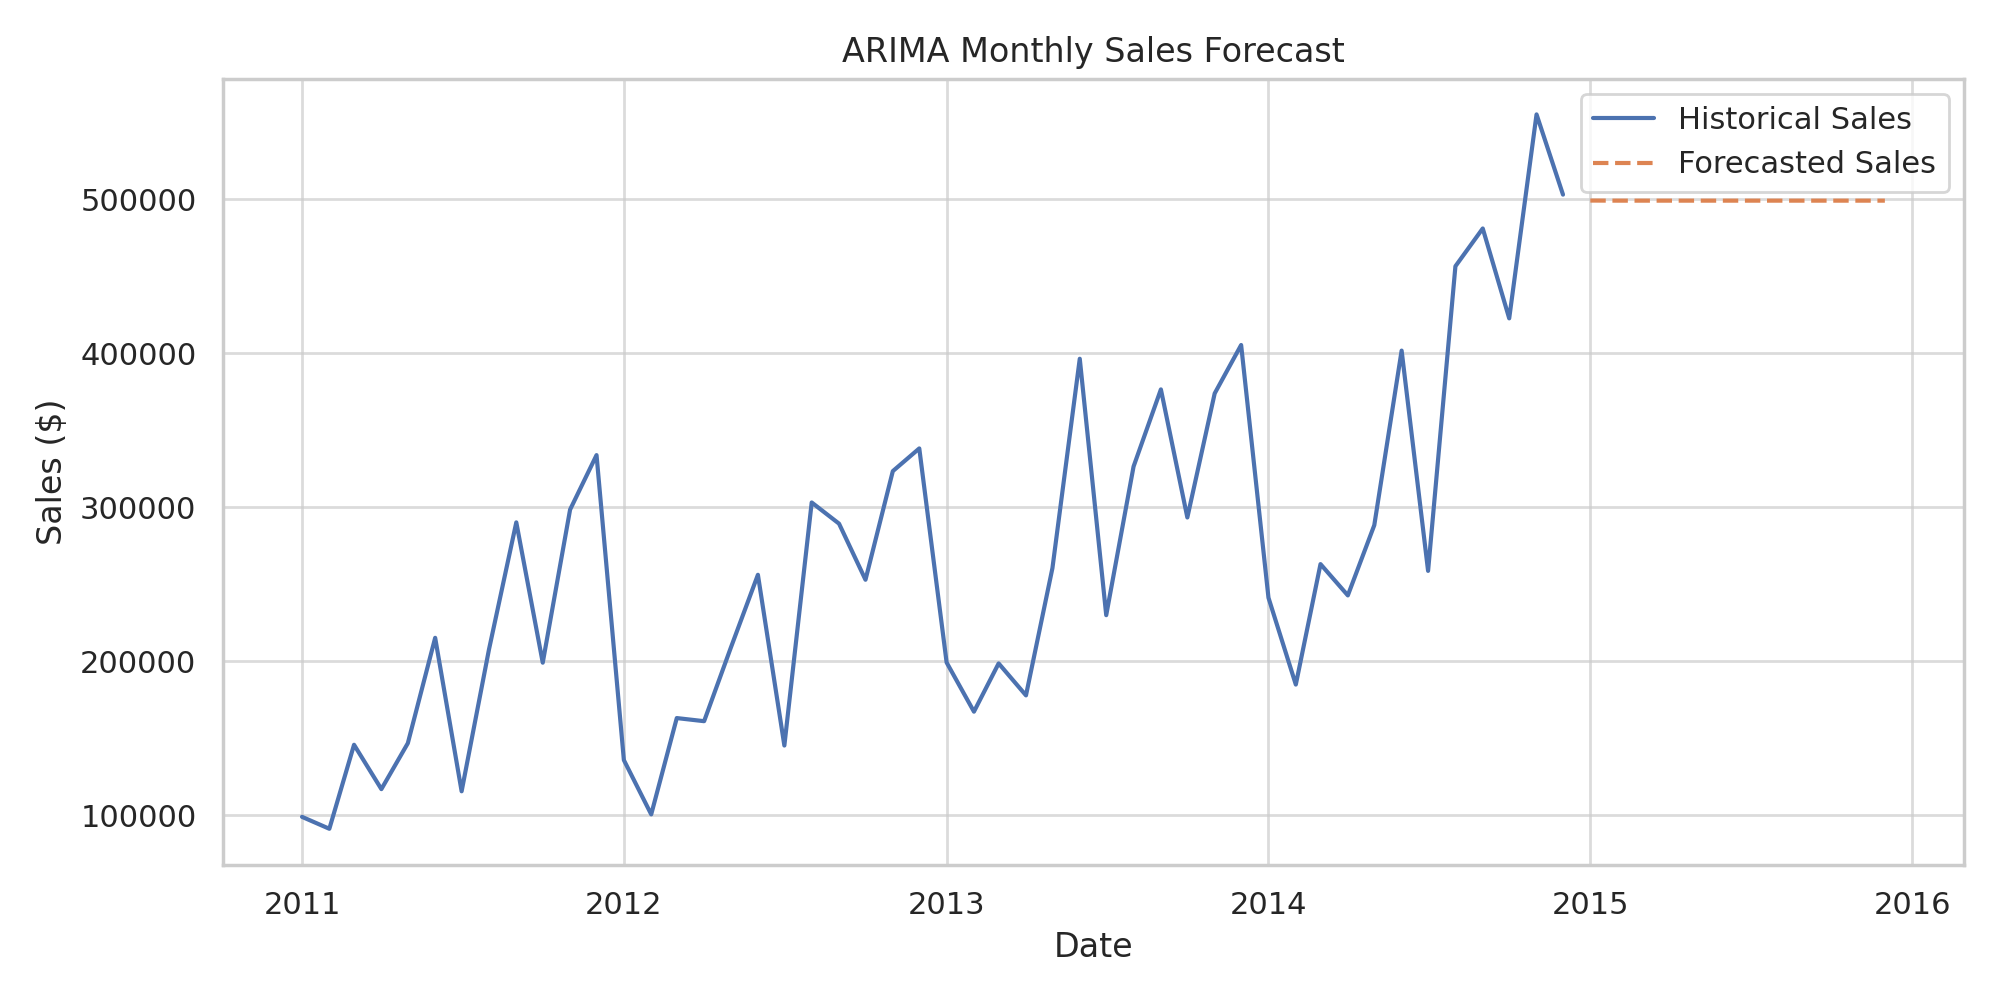 ARIMA Monthly Sales Forecast
Historical Sales
Forecasted Sales
Sales ($)
500000
400000
300000
200000
100000
2011 2012 2013 2014 2015 2016
Date